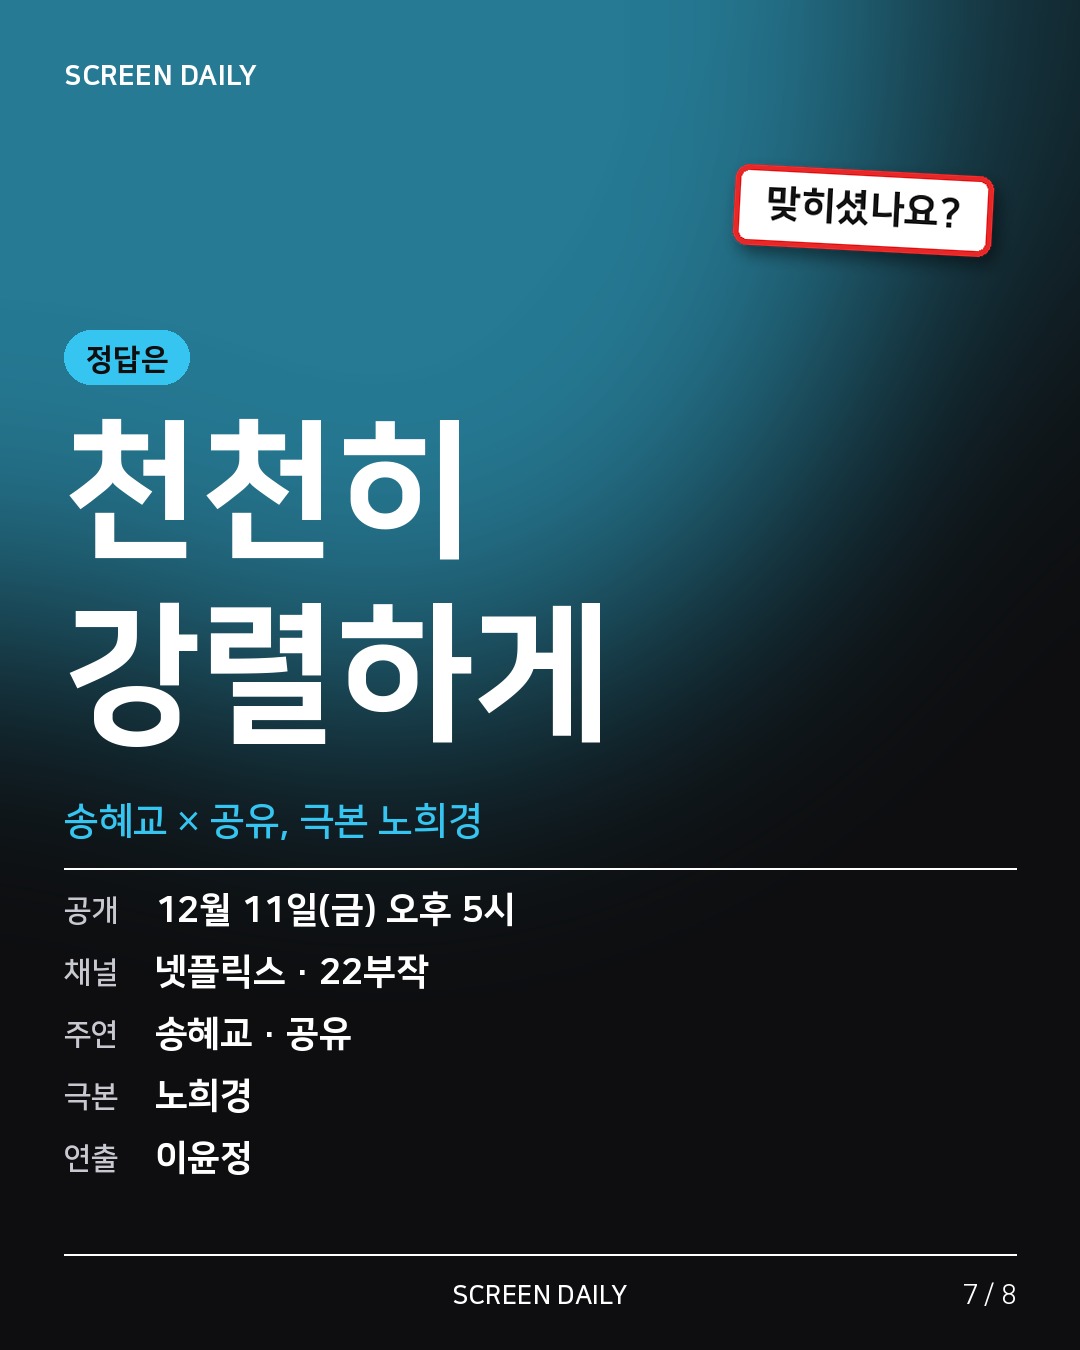 SCREEN DAILY
맞히셨나요?
정답은
천천히
강렬하게
송혜교 × 공유, 극본 노희경
공개 12월 11일(금) 오후 5시
채널 넷플릭스 · 22부작
주연 송혜교 · 공유
극본 노희경
연출 이윤정
SCREEN DAILY 7 / 8